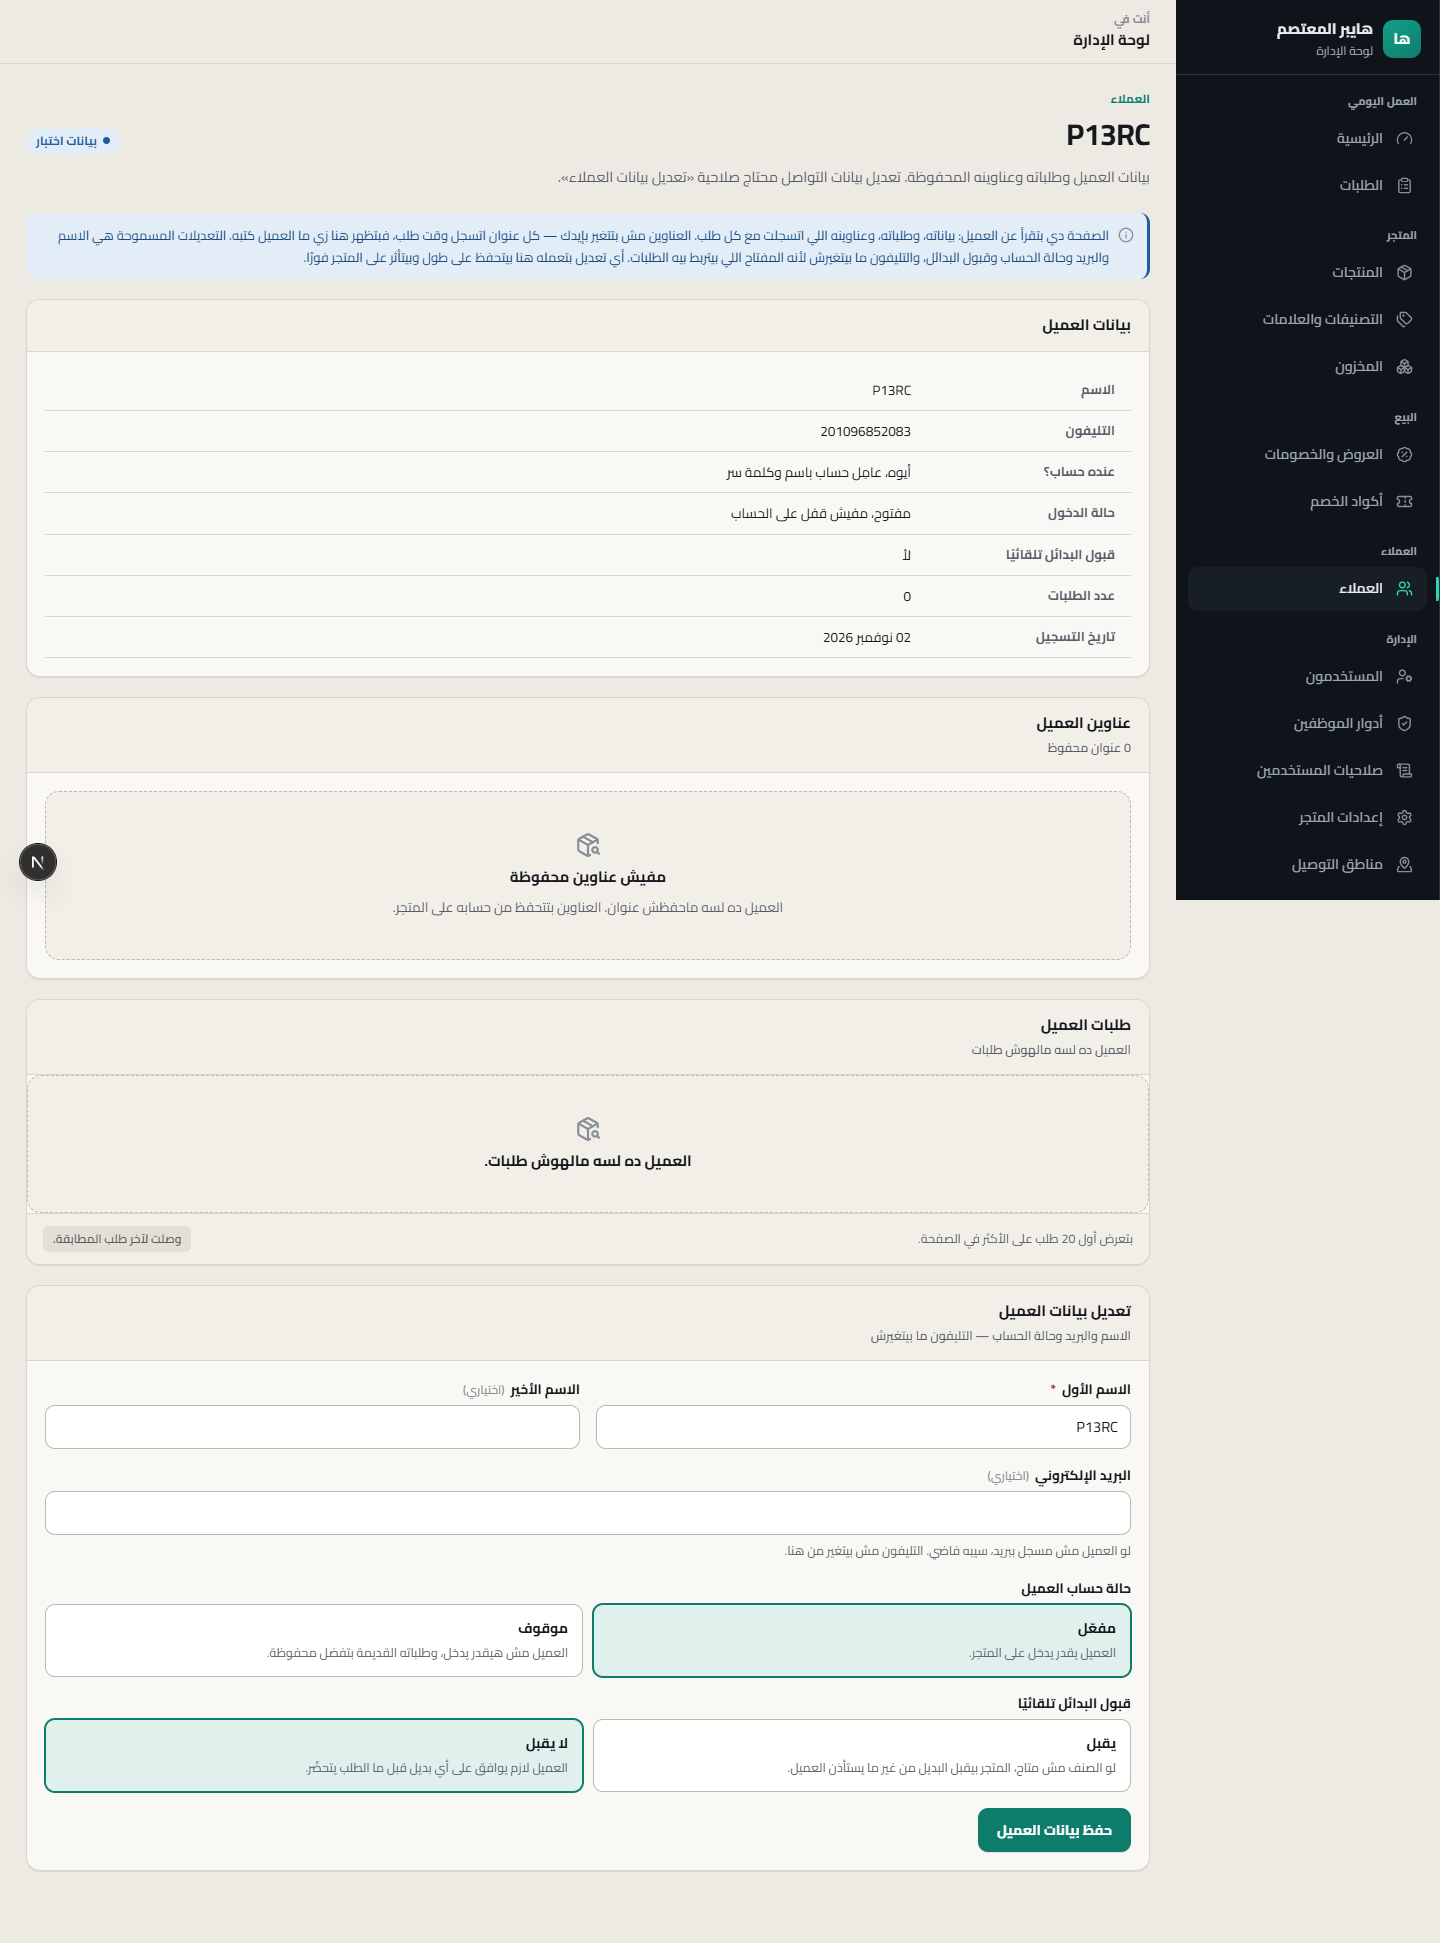 ها
هايبر المعتصم
لوحة الإدارة
العمل اليومي
الرئيسية
الطلبات
المتجر
المنتجات
التصنيفات والعلامات
المخزون
البيع
العروض والخصومات
أكواد الخصم
العملاء
العملاء
الإدارة
المستخدمون
أدوار الموظفين
صلاحيات المستخدمين
إعدادات المتجر
مناطق التوصيل
أنت في
لوحة الإدارة
العملاء
P13RC
بيانات اختبار
بيانات العميل وطلباته وعناوينه المحفوظة. تعديل بيانات التواصل محتاج صلاحية «تعديل بيانات العملاء».
الصفحة دي بتقرأ عن العميل: بياناته، وطلباته، وعناوينه اللي اتسجلت مع كل طلب. العناوين مش بتتغير بإيدك — كل عنوان اتسجل وقت طلب، فبتظهر هنا زي ما العميل كتبه. التعديلات المسموحة هي الاسم
والبريد وحالة الحساب وقبول البدائل، والتليفون ما بيتغيرش لأنه المفتاح اللي بيتربط بيه الطلبات. أي تعديل بتعمله هنا بيتحفظ على طول وبيتأثر على المتجر فورًا.
بيانات العميل
الاسم
P13RC
التليفون
201096852083
عنده حساب؟
أيوه، عامِل حساب باسم وكلمة سر
حالة الدخول
مفتوح، مفيش قفل على الحساب
قبول البدائل تلقائيًا
لأ
عدد الطلبات
0
تاريخ التسجيل
02 نوفمبر 2026
عناوين العميل
0 عنوان محفوظ
مفيش عناوين محفوظة
العميل ده لسه ماحفظش عنوان. العناوين بتتحفظ من حسابه على المتجر.
طلبات العميل
العميل ده لسه مالهوش طلبات
العميل ده لسه مالهوش طلبات.
بتعرض أول 20 طلب على الأكثر في الصفحة.
وصلت لآخر طلب المطابقة.
تعديل بيانات العميل
الاسم والبريد وحالة الحساب — التليفون ما بيتغيرش
الاسم الأول *
الاسم الأخير (اختياري)
P13RC
البريد الإلكتروني (اختياري)
لو العميل مش مسجل ببريد، سيبه فاضي. التليفون مش بيتغير من هنا.
حالة حساب العميل
مفعّل
العميل يقدر يدخل على المتجر.
موقوف
العميل مش هيقدر يدخل، وطلباته القديمة بتفضل محفوظة.
قبول البدائل تلقائيًا
يقبل
لو الصنف مش متاح، المتجر بيقبل البديل من غير ما يستأذن العميل.
لا يقبل
العميل لازم يوافق على أي بديل قبل ما الطلب يتحضّر.
حفظ بيانات العميل
N